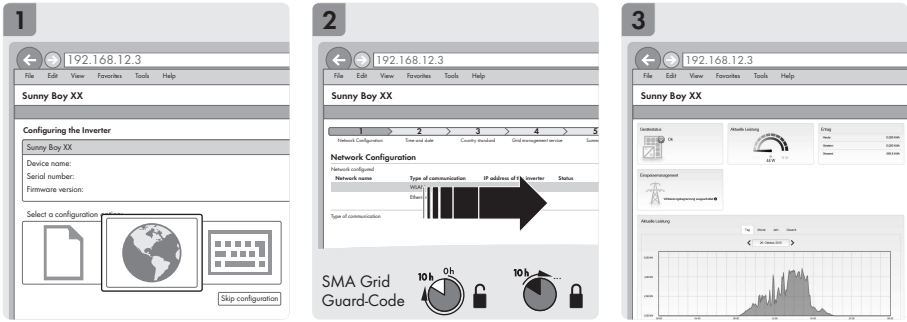 1
192.168.12.3
File Edit View Favorites Tools Help
Sunny Boy XX
Configuring the Inverter
Sunny Boy XX
Device name:
Serial number:
Firmware version:
Select a configuration
Skip configuration
2
192.168.12.3
File Edit View Favorites Tools Help
Sunny Boy XX
1 2 3 4 5
Network Configuration Time and date Country standard Grid management service
Network Configuration
Network configured
Network name Type of communication IP address of the inverter Status
Type of communication
SMA Grid
Guard-Code
10 h 0 h
10 h ...
3
192.168.12.3
File Edit View Favorites Tools Help
Sunny Boy XX
Gerätestatus Aktuelle Leistung Ertrag
Ok
Heute
Gestern
Gesamt
Einspeisemanagement
Aktuelle Leistung
Tag Monat Jahr Gesamt